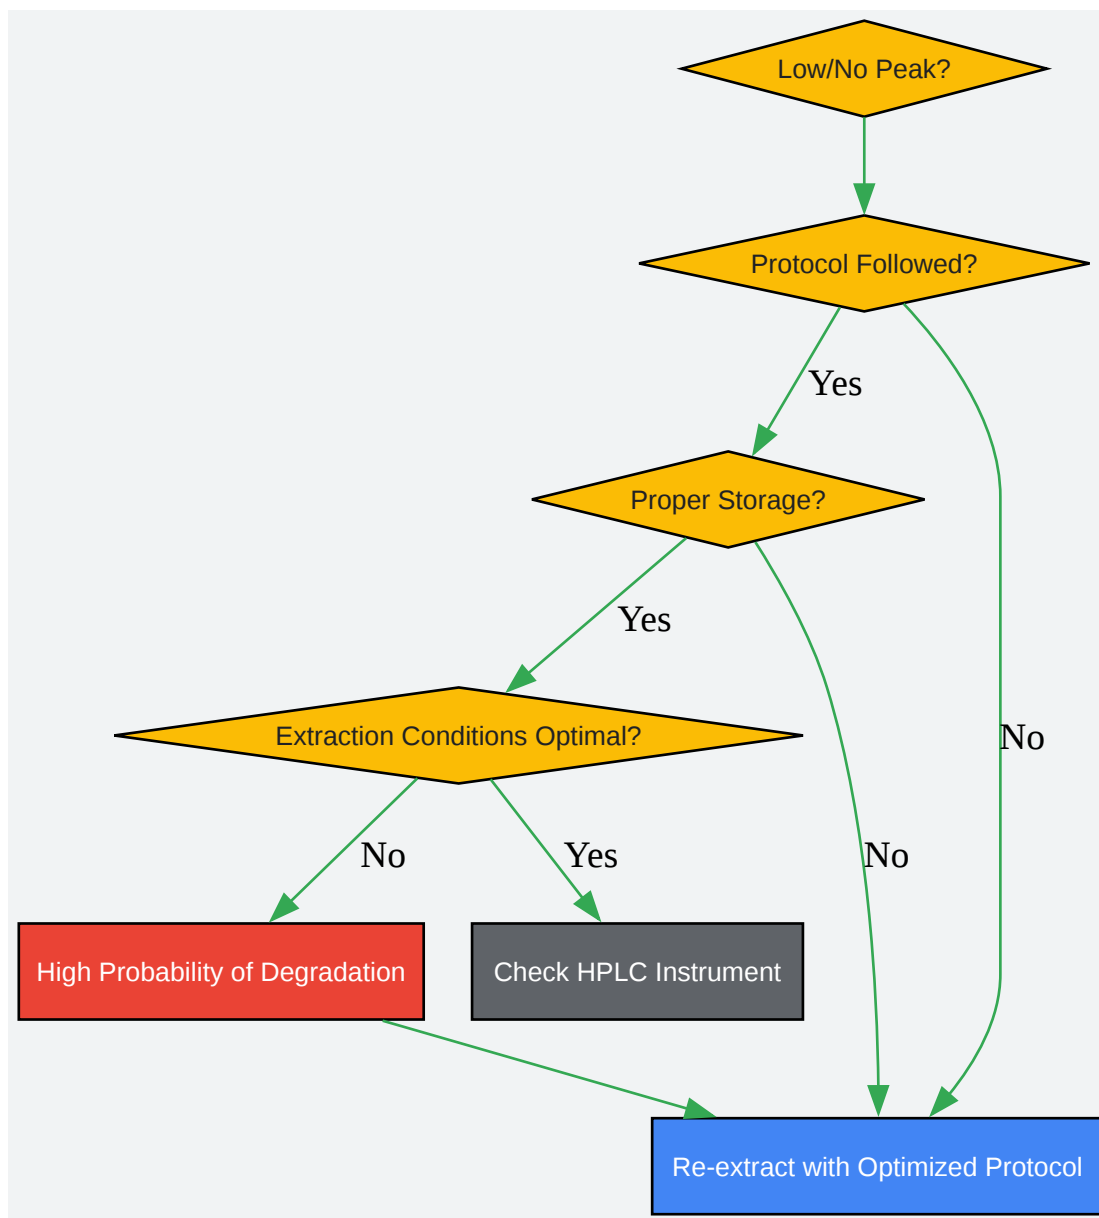 Low/No Peak?
Protocol Followed?
Yes
Proper Storage?
Yes
Extraction Conditions Optimal?
No
No
Yes
No
High Probability of Degradation
Check HPLC Instrument
Re-extract with Optimized Protocol